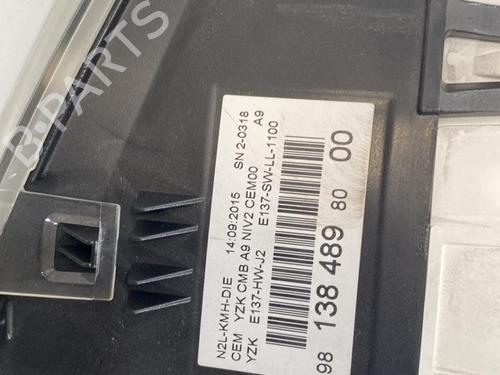 N2L-KMH-DIE 14:09:2015 SN 2-0318
CEM YZK CMB A9 NIV2 CEM00 A9
YZK E137-HW-J2 E137-SW-LL-1100
98 138 489 80 00
B-PARTS